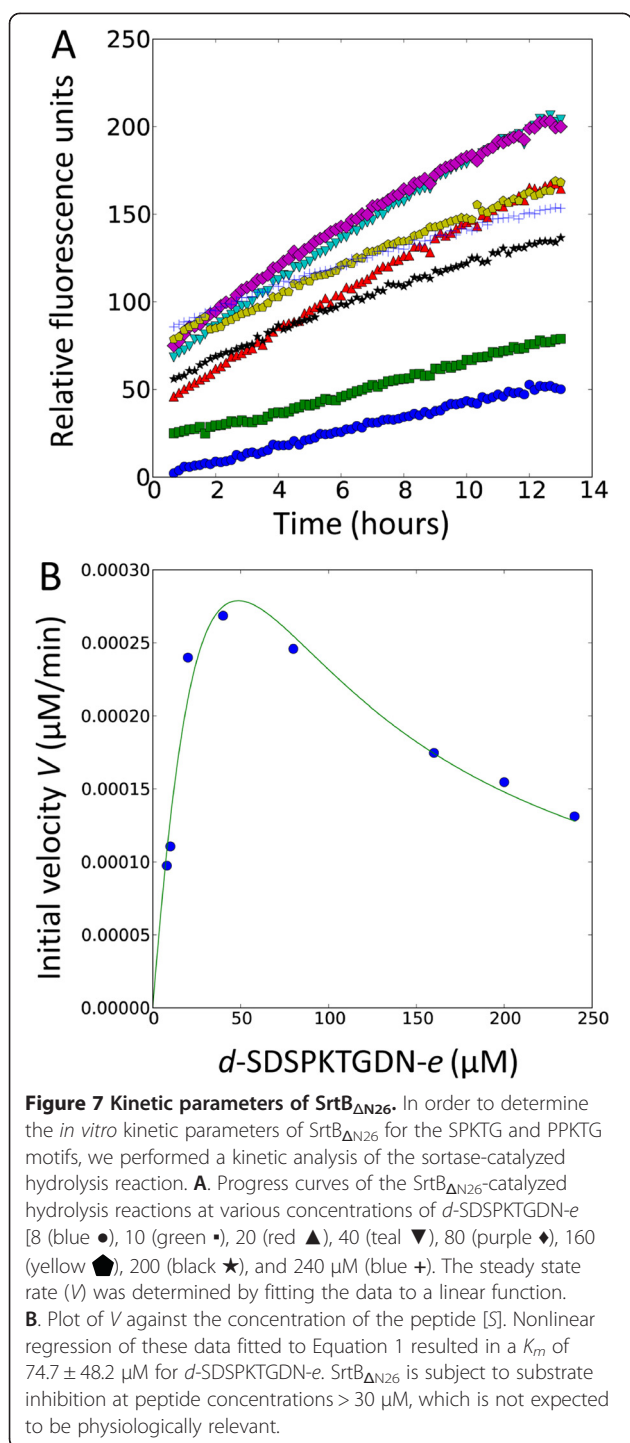 A
250
200
150
100
50
0
Relative fluorescence units
0 2 4 6 8 10 12 14
Time (hours)
B
0.00030
0.00025
0.00020
0.00015
0.00010
0.00005
0.00000
Initial velocity V (μM/min)
0 50 100 150 200 250
d-SDSPKTGDN-e (μM)
Figure 7 Kinetic parameters of SrtBΔN26. In order to determine
the in vitro kinetic parameters of SrtBΔN26 for the SPKTG and PPKTG
motifs, we performed a kinetic analysis of the sortase-catalyzed
hydrolysis reaction. A. Progress curves of the SrtBΔN26-catalyzed
hydrolysis reactions at various concentrations of d-SDSPKTGDN-e
[8 (blue ●), 10 (green ▪), 20 (red ▲), 40 (teal ▼), 80 (purple ♦), 160
(yellow ⬟), 200 (black ★), and 240 μM (blue +). The steady state
rate (V) was determined by fitting the data to a linear function.
B. Plot of V against the concentration of the peptide [S]. Nonlinear
regression of these data fitted to Equation 1 resulted in a Km of
74.7 ± 48.2 μM for d-SDSPKTGDN-e. SrtBΔN26 is subject to substrate
inhibition at peptide concentrations > 30 μM, which is not expected
to be physiologically relevant.